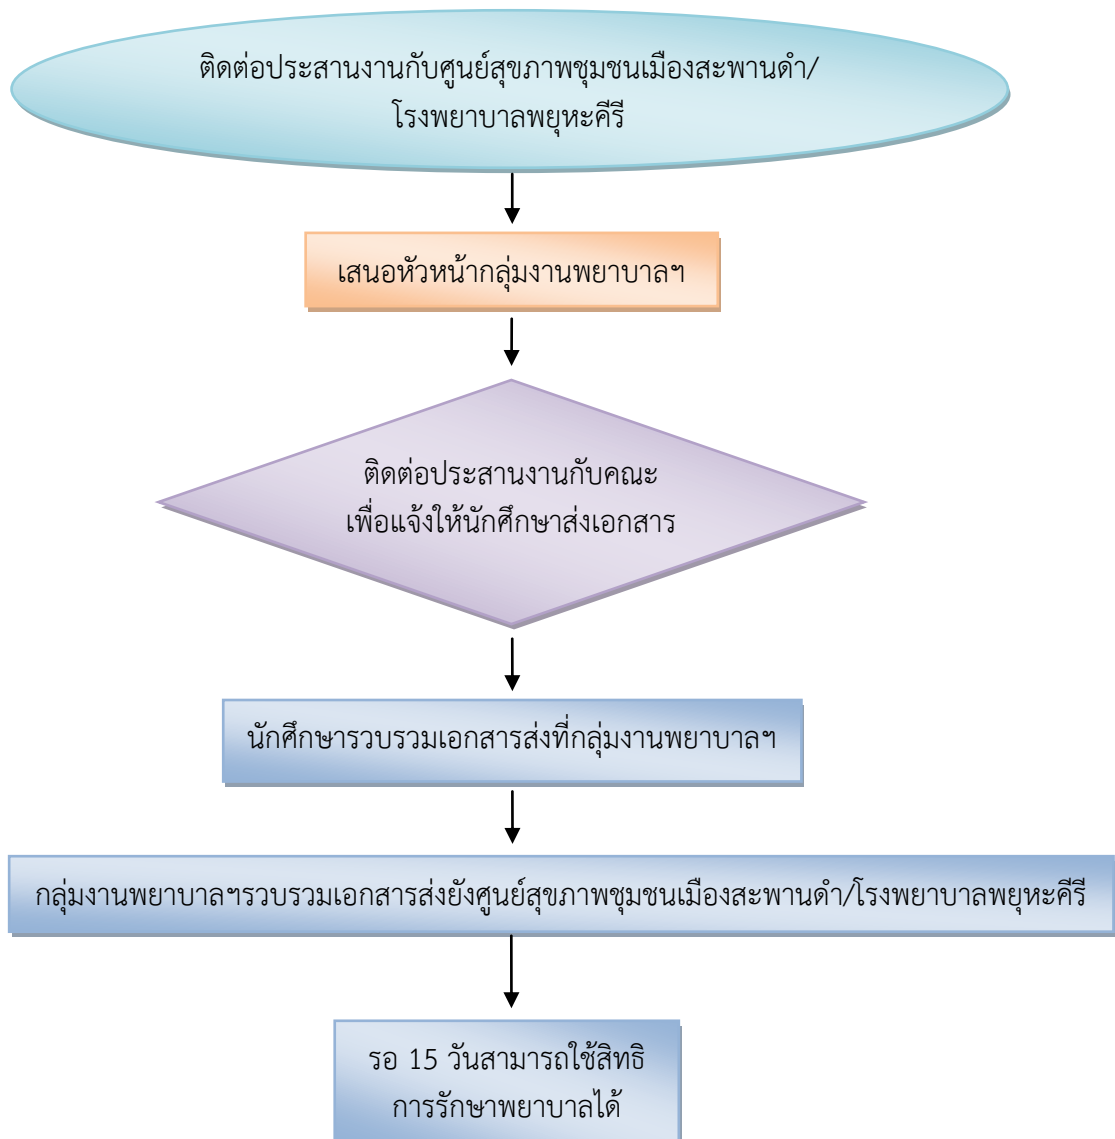 ติดต่อประสานงานกับศูนย์สุขภาพชุมชนเมืองสะพานดำ/
โรงพยาบาลพยุหะคีรี
เสนอหัวหน้ากลุ่มงานพยาบาลฯ
ติดต่อประสานงานกับคณะ
เพื่อแจ้งให้นักศึกษาส่งเอกสาร
นักศึกษารวบรวมเอกสารส่งที่กลุ่มงานพยาบาลฯ
กลุ่มงานพยาบาลฯรวบรวมเอกสารส่งยังศูนย์สุขภาพชุมชนเมืองสะพานดำ/โรงพยาบาลพยุหะคีรี
รอ 15 วันสามารถใช้สิทธิ
การรักษาพยาบาลได้